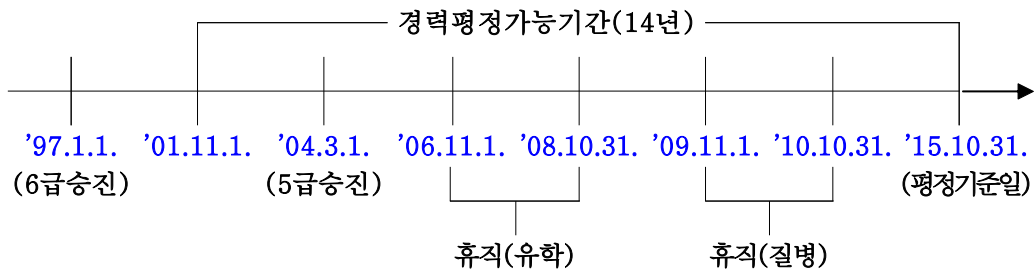 경력평정가능기간(14년)
'97.1.1. '01.11.1. '04.3.1. '06.11.1. '08.10.31. '09.11.1. '10.10.31. '15.10.31.
(6급승진) (5급승진) (평정기준일)
휴직(유학) 휴직(질병)